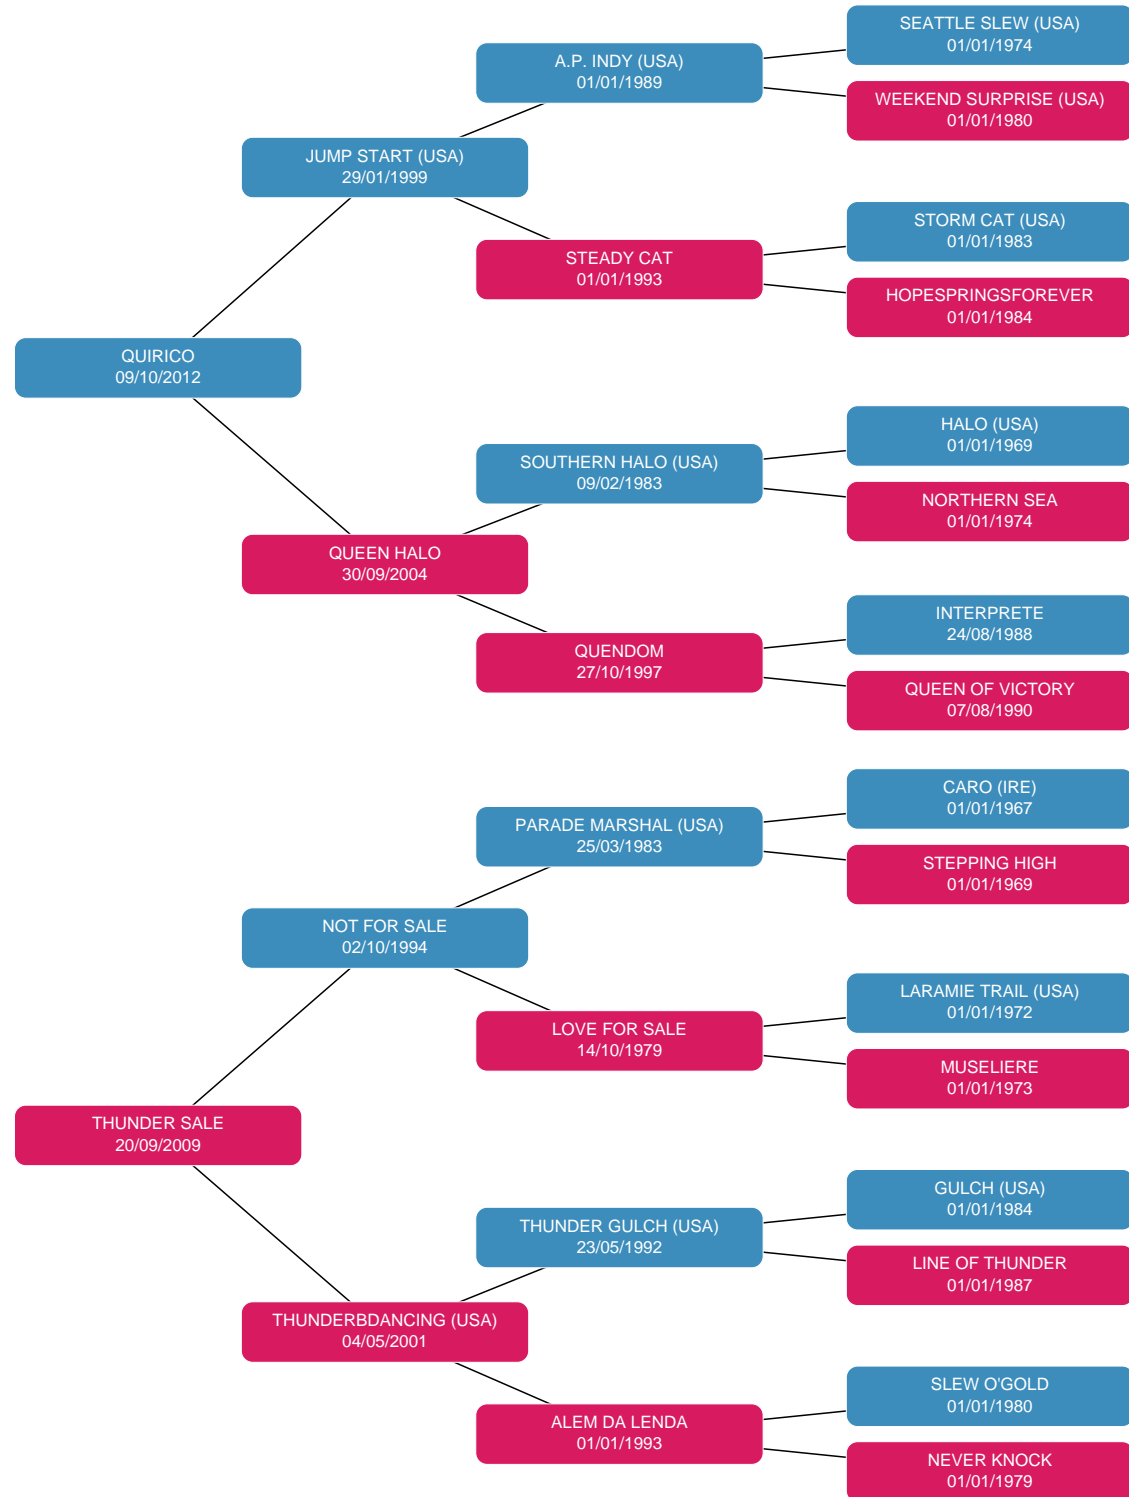 SEATTLE SLEW (USA)
01/01/1974
A.P. INDY (USA)
01/01/1989
WEEKEND SURPRISE (USA)
01/01/1980
JUMP START (USA)
29/01/1999
STORM CAT (USA)
01/01/1983
STEADY CAT
01/01/1993
HOPESPRINGSFOREVER
01/01/1984
QUIRICO
09/10/2012
HALO (USA)
01/01/1969
SOUTHERN HALO (USA)
09/02/1983
NORTHERN SEA
01/01/1974
QUEEN HALO
30/09/2004
INTERPRETE
24/08/1988
QUENDOM
27/10/1997
QUEEN OF VICTORY
07/08/1990
CARO (IRE)
01/01/1967
PARADE MARSHAL (USA)
25/03/1983
STEPPING HIGH
01/01/1969
NOT FOR SALE
02/10/1994
LARAMIE TRAIL (USA)
01/01/1972
LOVE FOR SALE
14/10/1979
MUSELIERE
01/01/1973
THUNDER SALE
20/09/2009
GULCH (USA)
01/01/1984
THUNDER GULCH (USA)
23/05/1992
LINE OF THUNDER
01/01/1987
THUNDERBDANCING (USA)
04/05/2001
SLEW O'GOLD
01/01/1980
ALEM DA LENDA
01/01/1993
NEVER KNOCK
01/01/1979